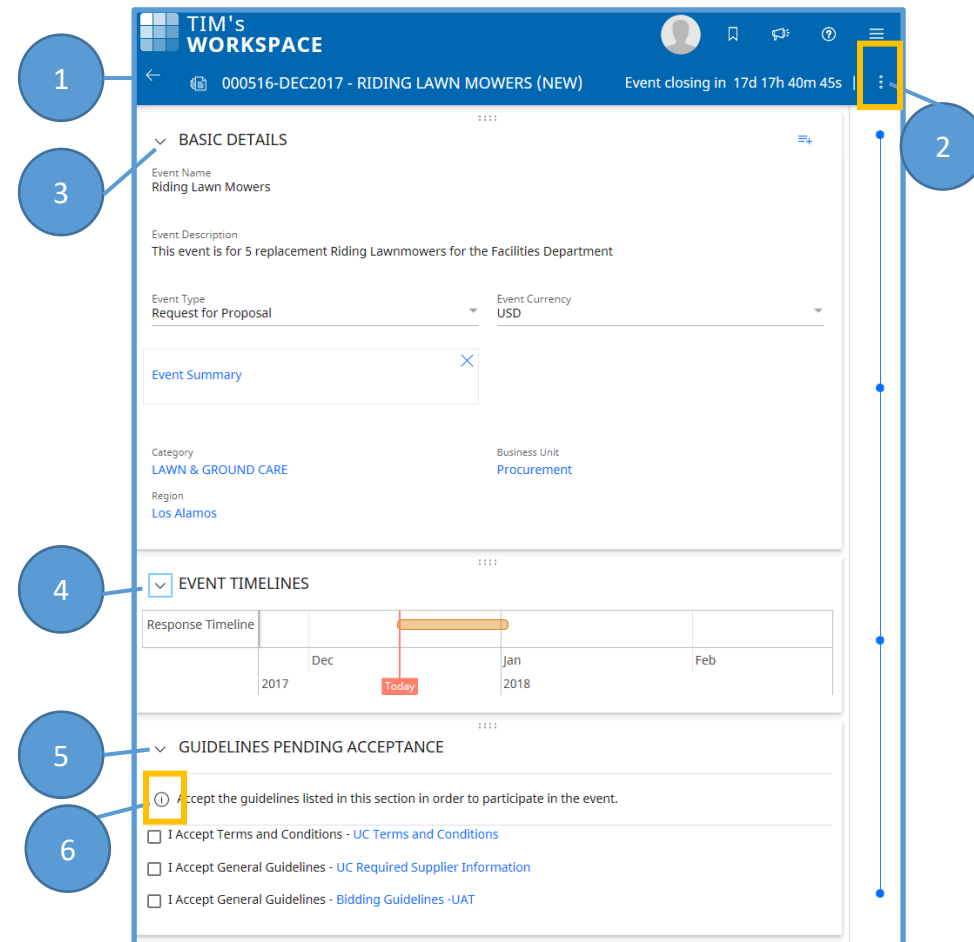 TIM's
WORKSPACE
1
000516-DEC2017 - RIDING LAWN MOWERS (NEW) Event closing in 17d 17h 40m 45s |
2
BASIC DETAILS
3
Event Name
Riding Lawn Mowers
Event Description
This event is for 5 replacement Riding Lawnmowers for the Facilities Department
Event Type Event Currency
Request for Proposal USD
Event Summary
Category Business Unit
LAWN & GROUND CARE Procurement
Region
Los Alamos
4
EVENT TIMELINES
Response Timeline
Dec Jan Feb
2017 Today 2018
5
GUIDELINES PENDING ACCEPTANCE
Accept the guidelines listed in this section in order to participate in the event.
6
I Accept Terms and Conditions - UC Terms and Conditions
I Accept General Guidelines - UC Required Supplier Information
I Accept General Guidelines - Bidding Guidelines -UAT